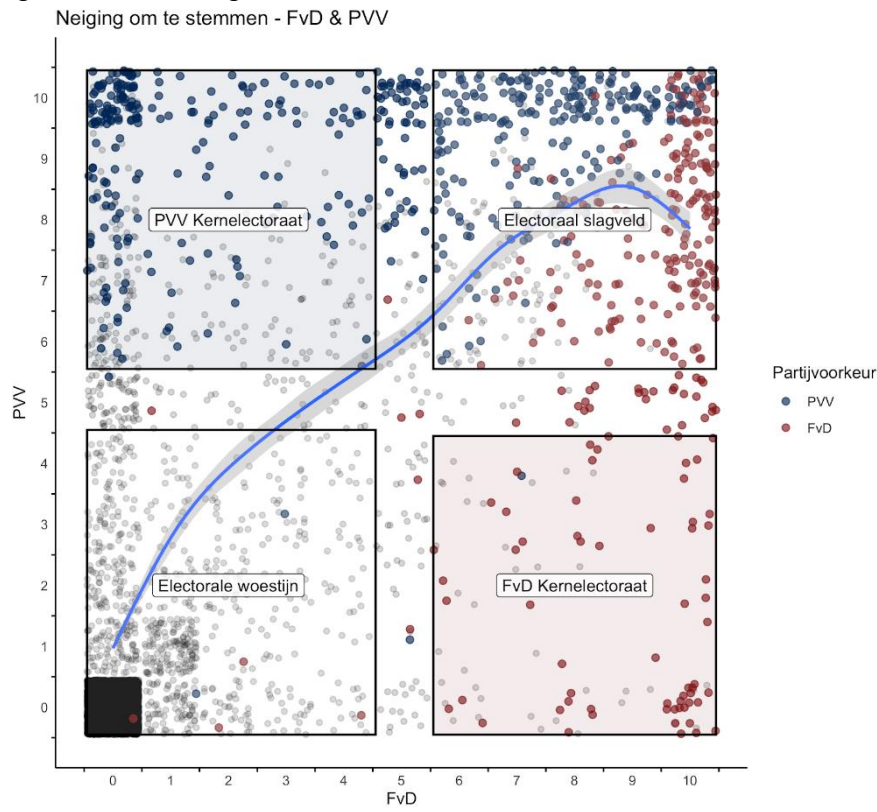 Neiging om te stemmen - FvD & PVV
PVV
10
9
8
7
6
5
4
3
2
1
0
PVV Kernelectoraat
Electoraal slagveld
Electorale woestijn
FvD Kernelectoraat
0 1 2 3 4 5 6 7 8 9 10
FvD
Partijvoorkeur
PVV
FvD